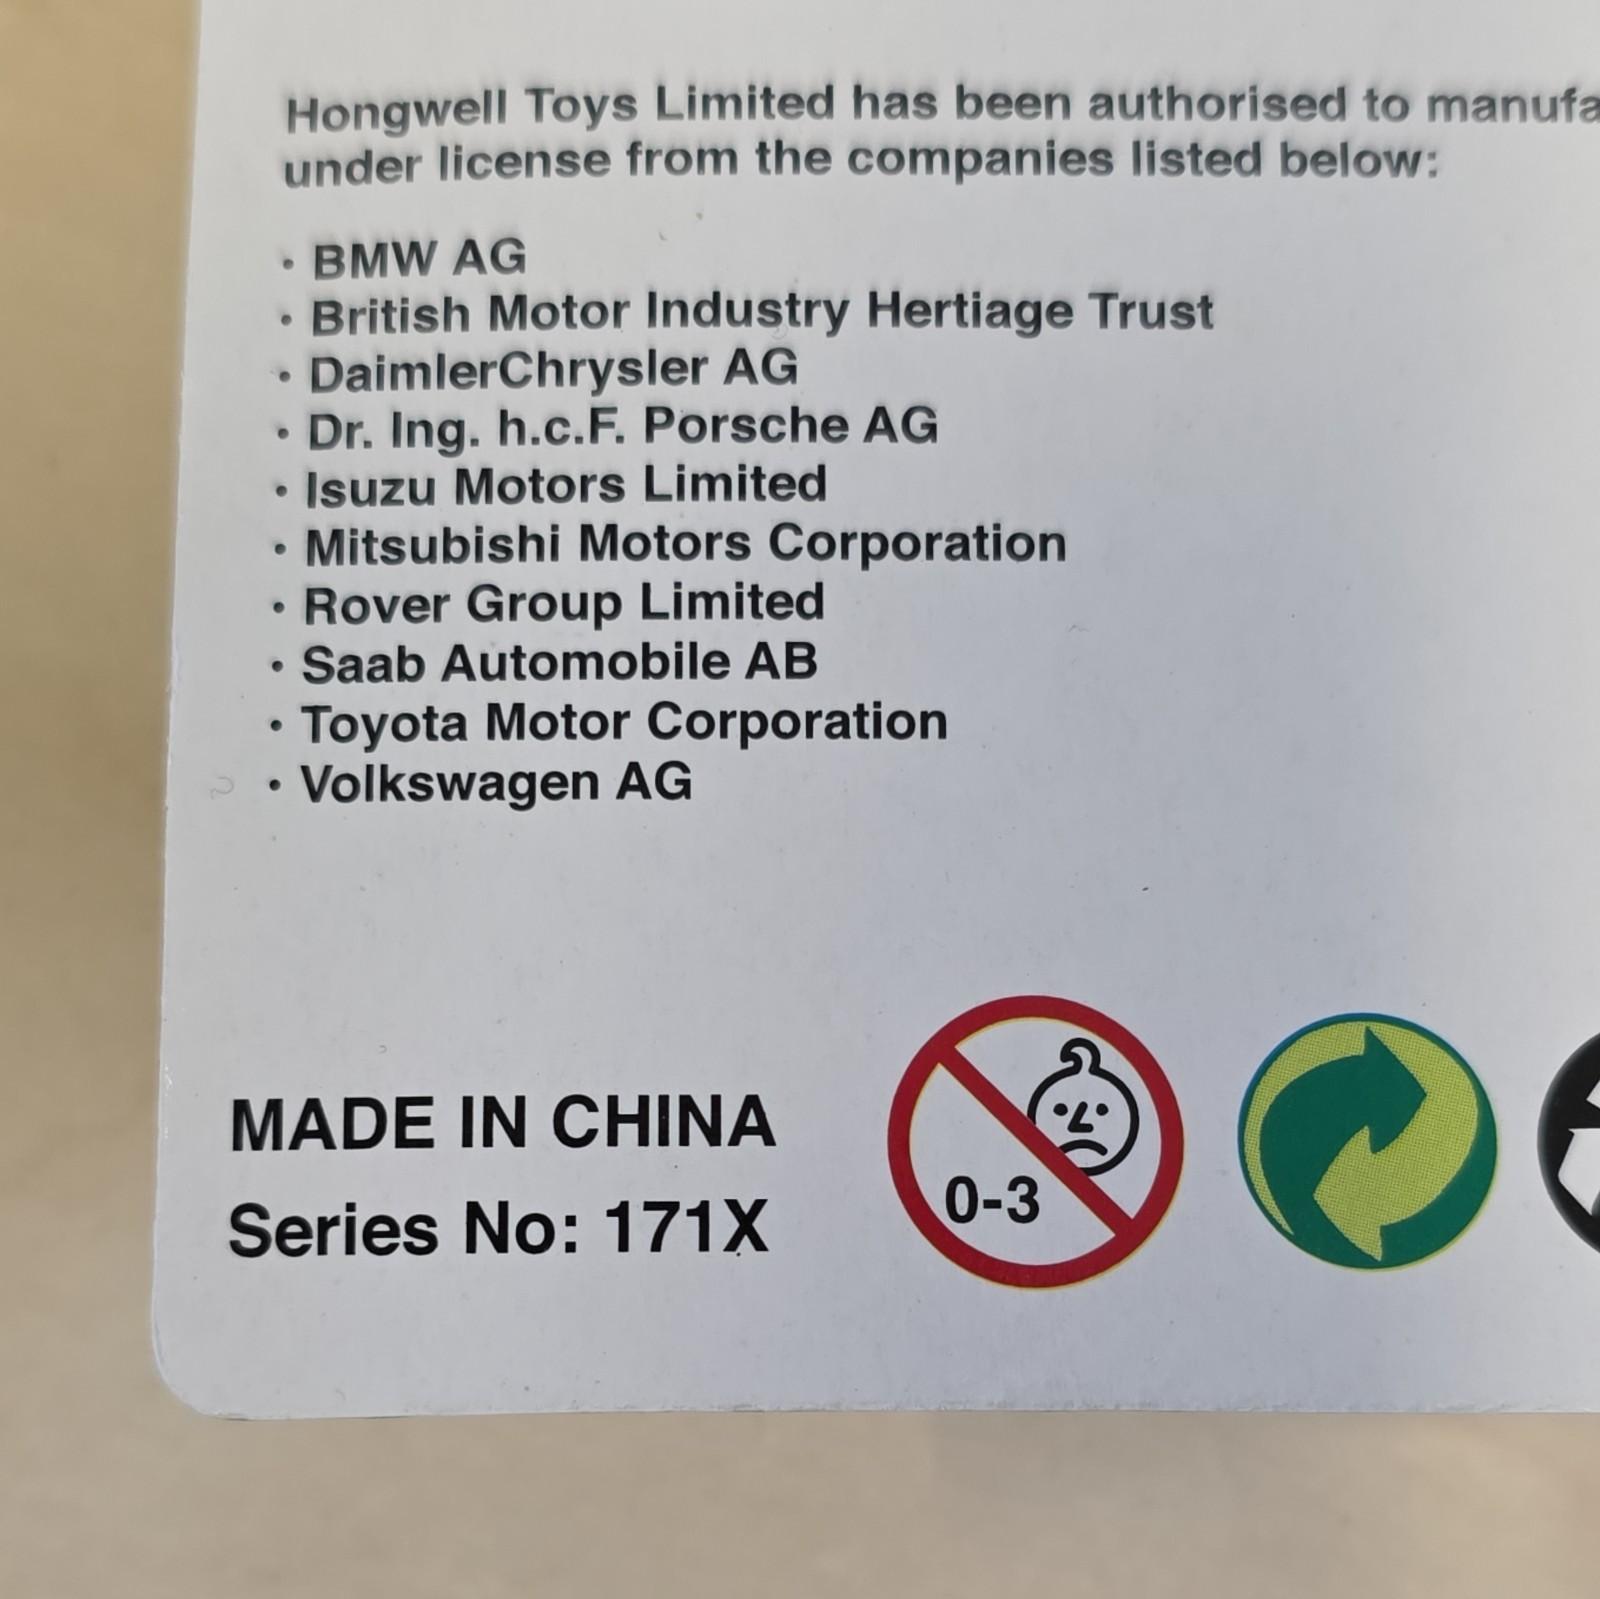 Hongwell Toys Limited has been authorised to manufa
under license from the companies listed below:
· BMW AG
· British Motor Industry Hertiage Trust
· DaimlerChrysler AG
· Dr. Ing. h.c.F. Porsche AG
· Isuzu Motors Limited
· Mitsubishi Motors Corporation
· Rover Group Limited
· Saab Automobile AB
· Toyota Motor Corporation
· Volkswagen AG
MADE IN CHINA
Series No: 171X
0-3